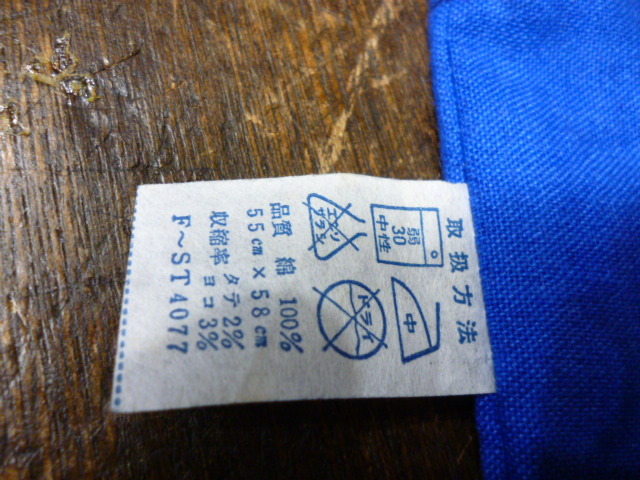 取扱方法
弱
30
中性
中
エンソ
サラシ
ドライ
品質 綿 100%
55cm×58cm
収縮率 タテ2%
ヨコ3%
F〜ST4077